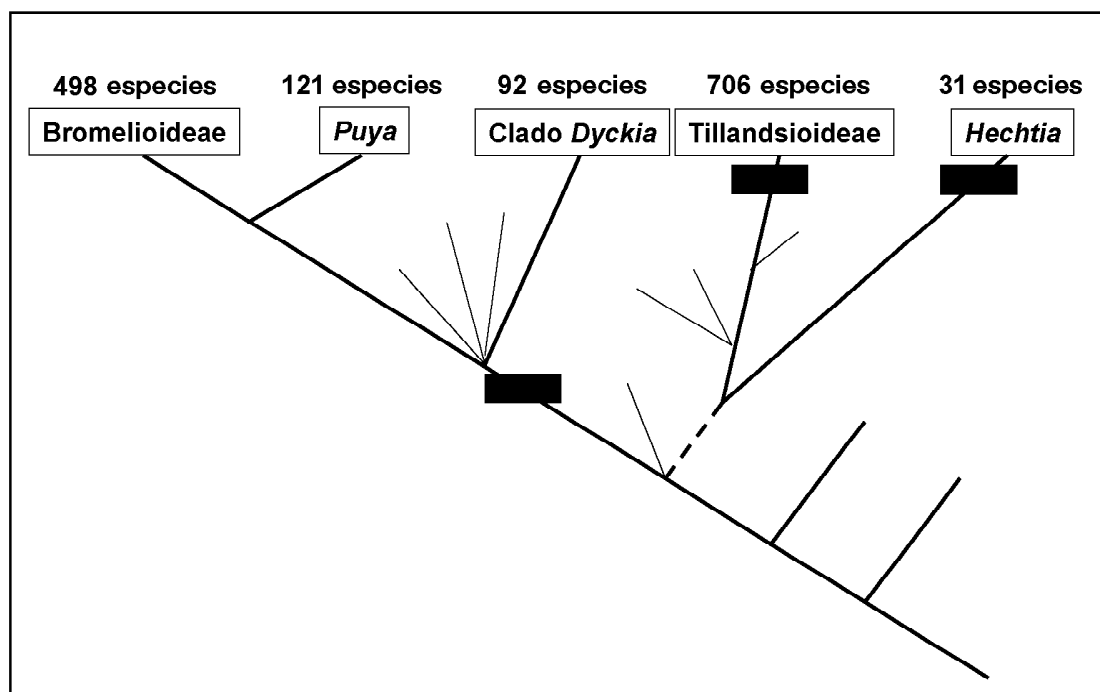 498 especies 121 especies 92 especies 706 especies 31 especies
Bromelioideae Puya Clado Dyckia Tillandsioideae Hechtia